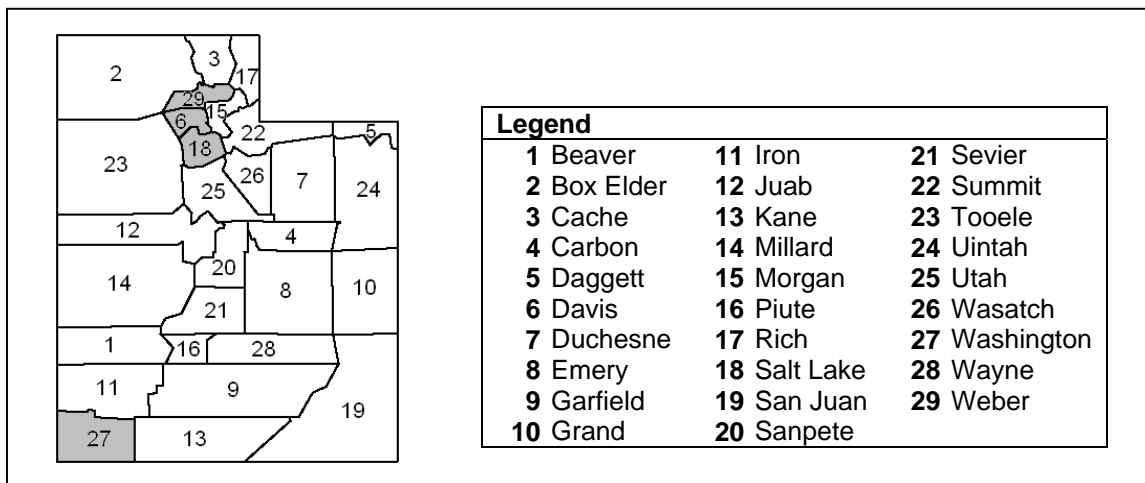 3
2
17
29
15
6
22
5
18
23
26
7
25
24
12
4
20
14
8
10
21
1
16
28
11
9
19
27
13
Legend
1 Beaver 11 Iron 21 Sevier
2 Box Elder 12 Juab 22 Summit
3 Cache 13 Kane 23 Tooele
4 Carbon 14 Millard 24 Uintah
5 Daggett 15 Morgan 25 Utah
6 Davis 16 Piute 26 Wasatch
7 Duchesne 17 Rich 27 Washington
8 Emery 18 Salt Lake 28 Wayne
9 Garfield 19 San Juan 29 Weber
10 Grand 20 Sanpete